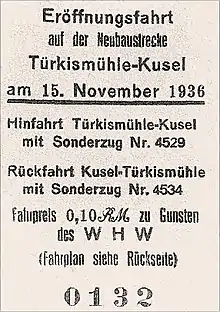 Eröffnungsfahrt
auf der Neubaustrecke
Türkismühle-Kusel
am 15. November 1936
Hinfahrt Türkismühle-Kusel
mit Sonderzug Nr. 4529
Rückfahrt Kusel-Türkismühle
mit Sonderzug Nr. 4534
Fahrpreis 0,10 RM zu Gunsten
des W H W
(Fahrplan siehe Rückseite)
0132